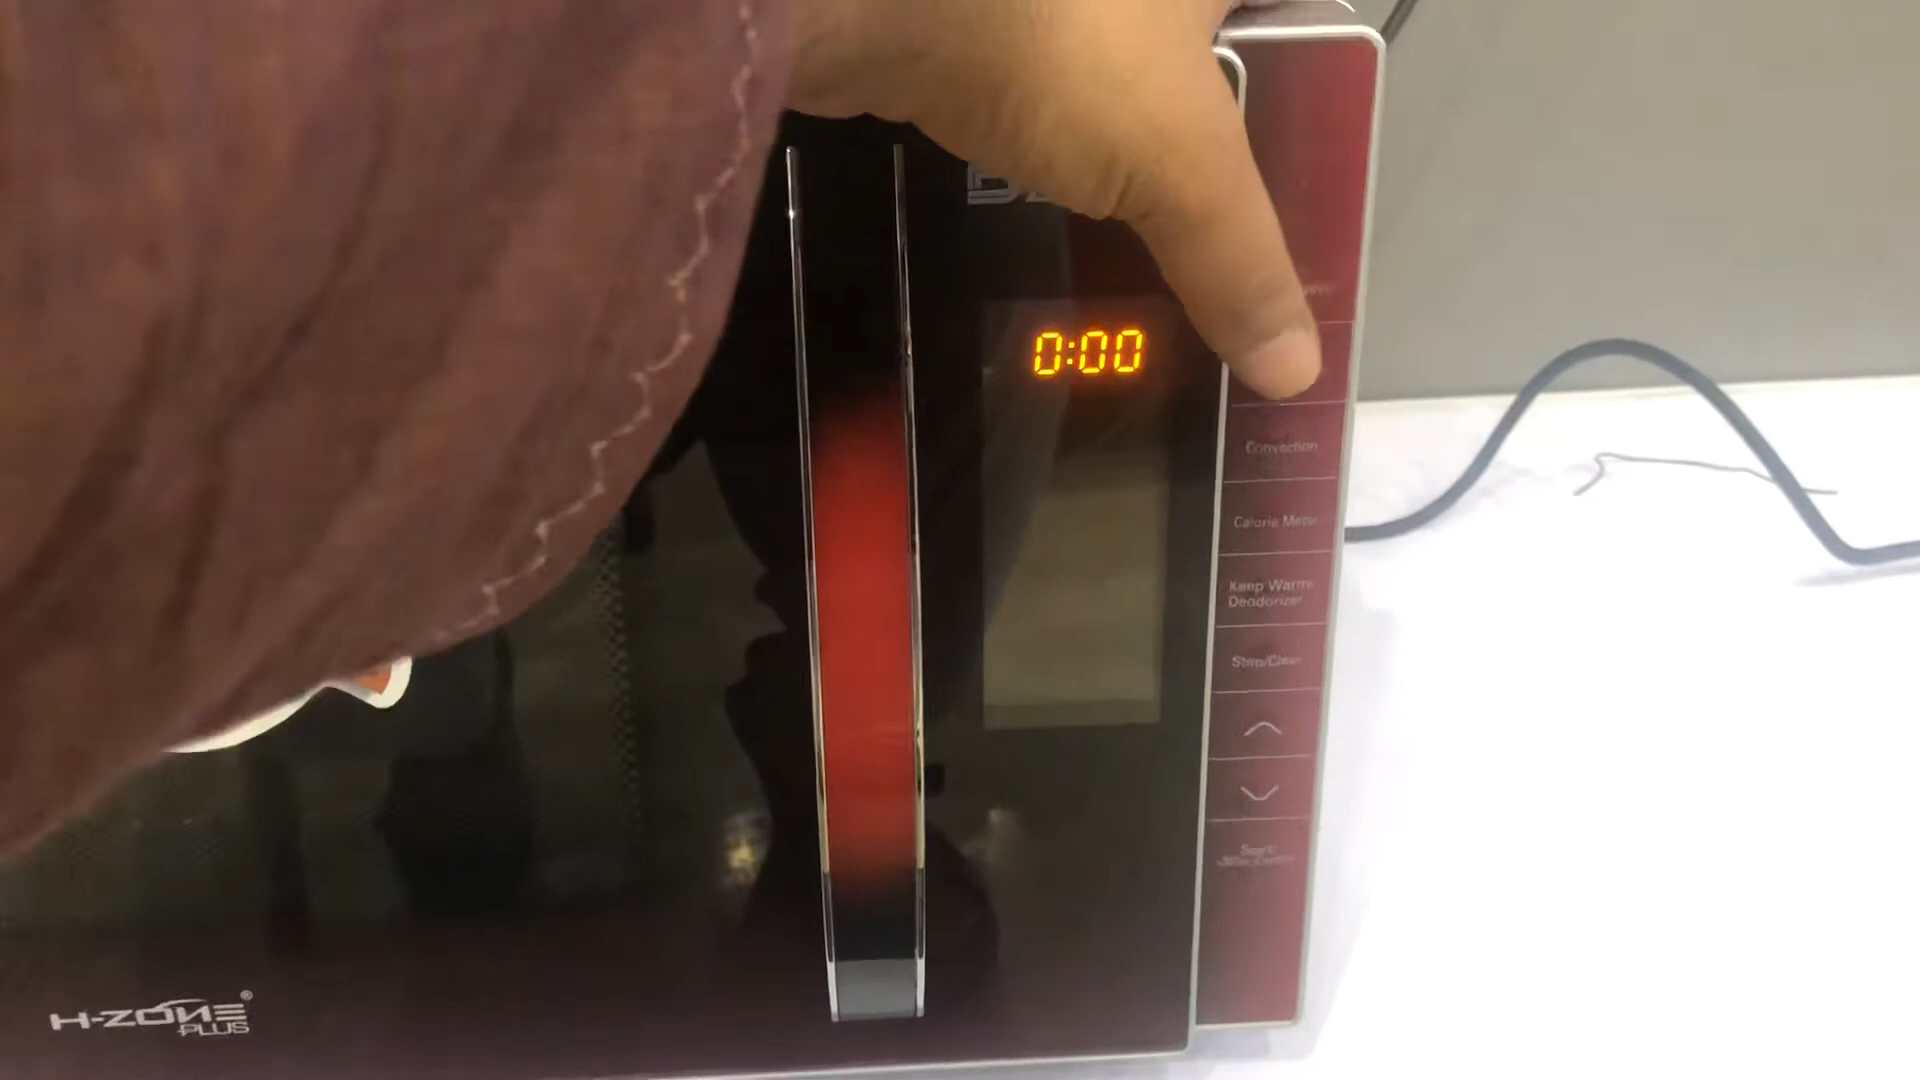 0:00
Convection
Calorie Meter
Keep Warm
Deodorizer
Stop/Clear
H-ZONE®
PLUS